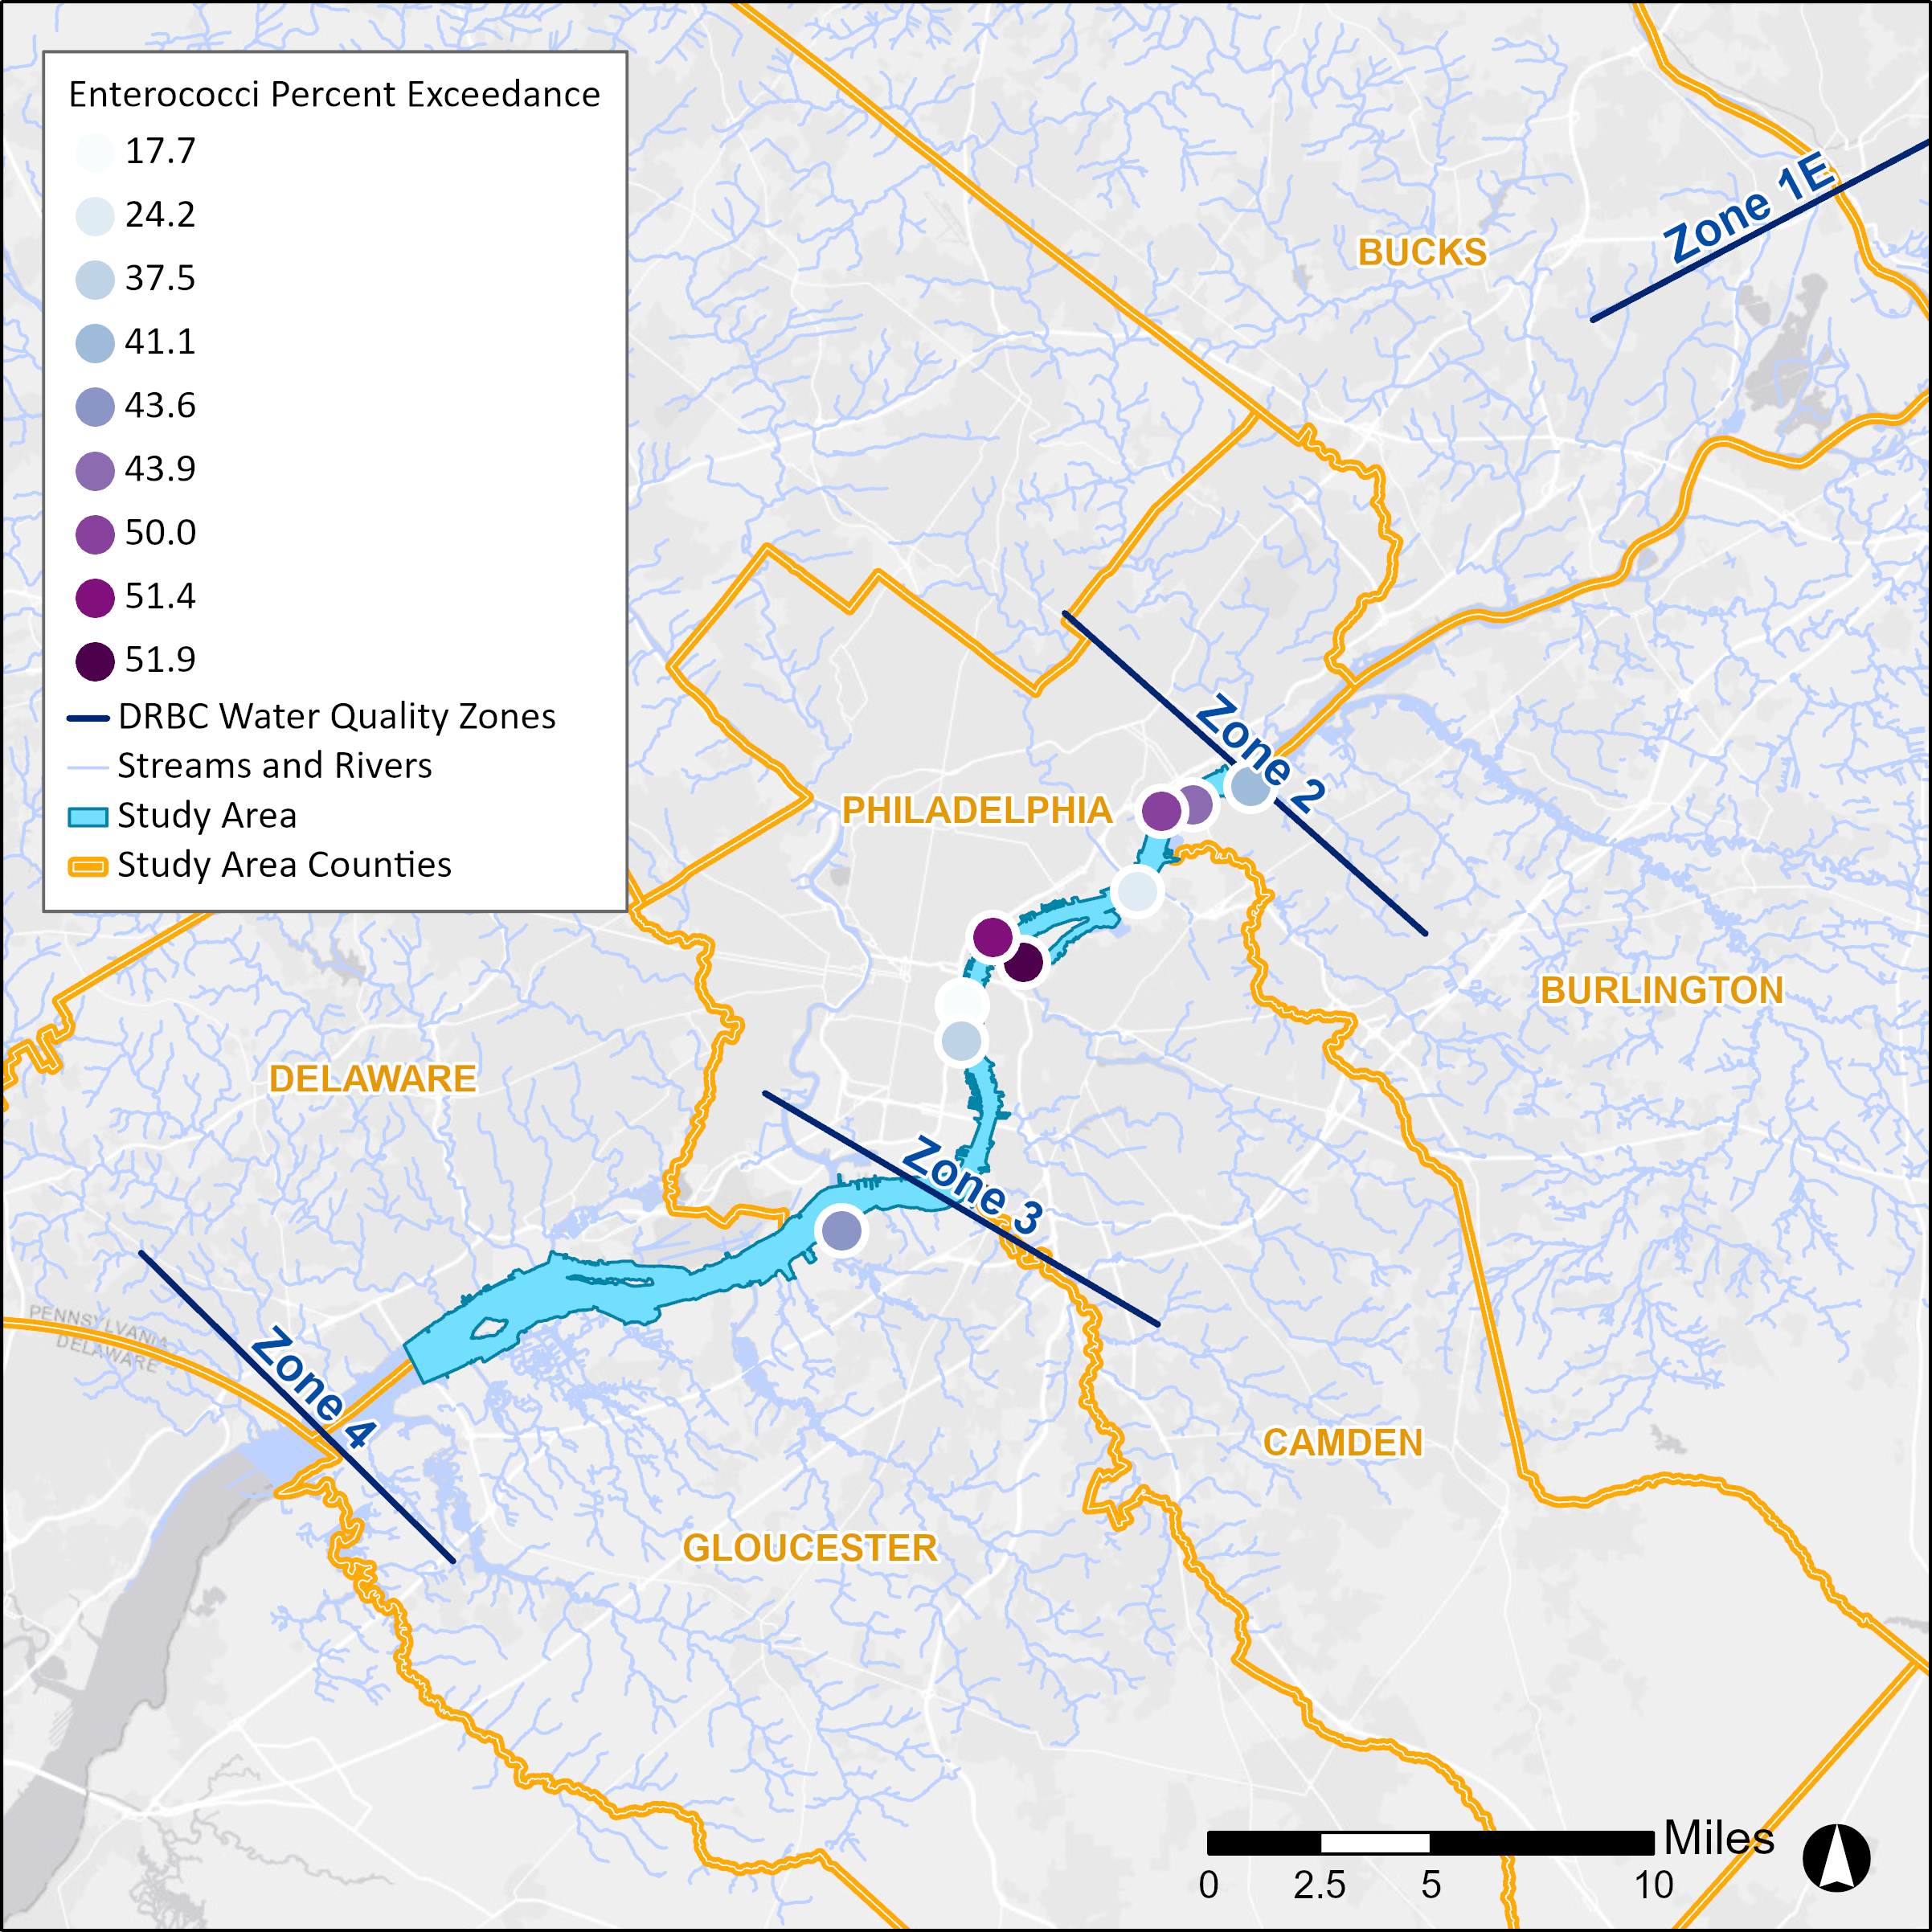 Enterococci Percent Exceedance
17.7
24.2
37.5
41.1
43.6
43.9
50.0
51.4
51.9
DRBC Water Quality Zones
Streams and Rivers
Study Area
Study Area Counties
Zone 1E
BUCKS
Zone 2
PHILADELPHIA
BURLINGTON
DELAWARE
Zone 3
PENNSYLVANIA
DELAWARE
Zone 4
CAMDEN
GLOUCESTER
Miles
0 2.5 5 10